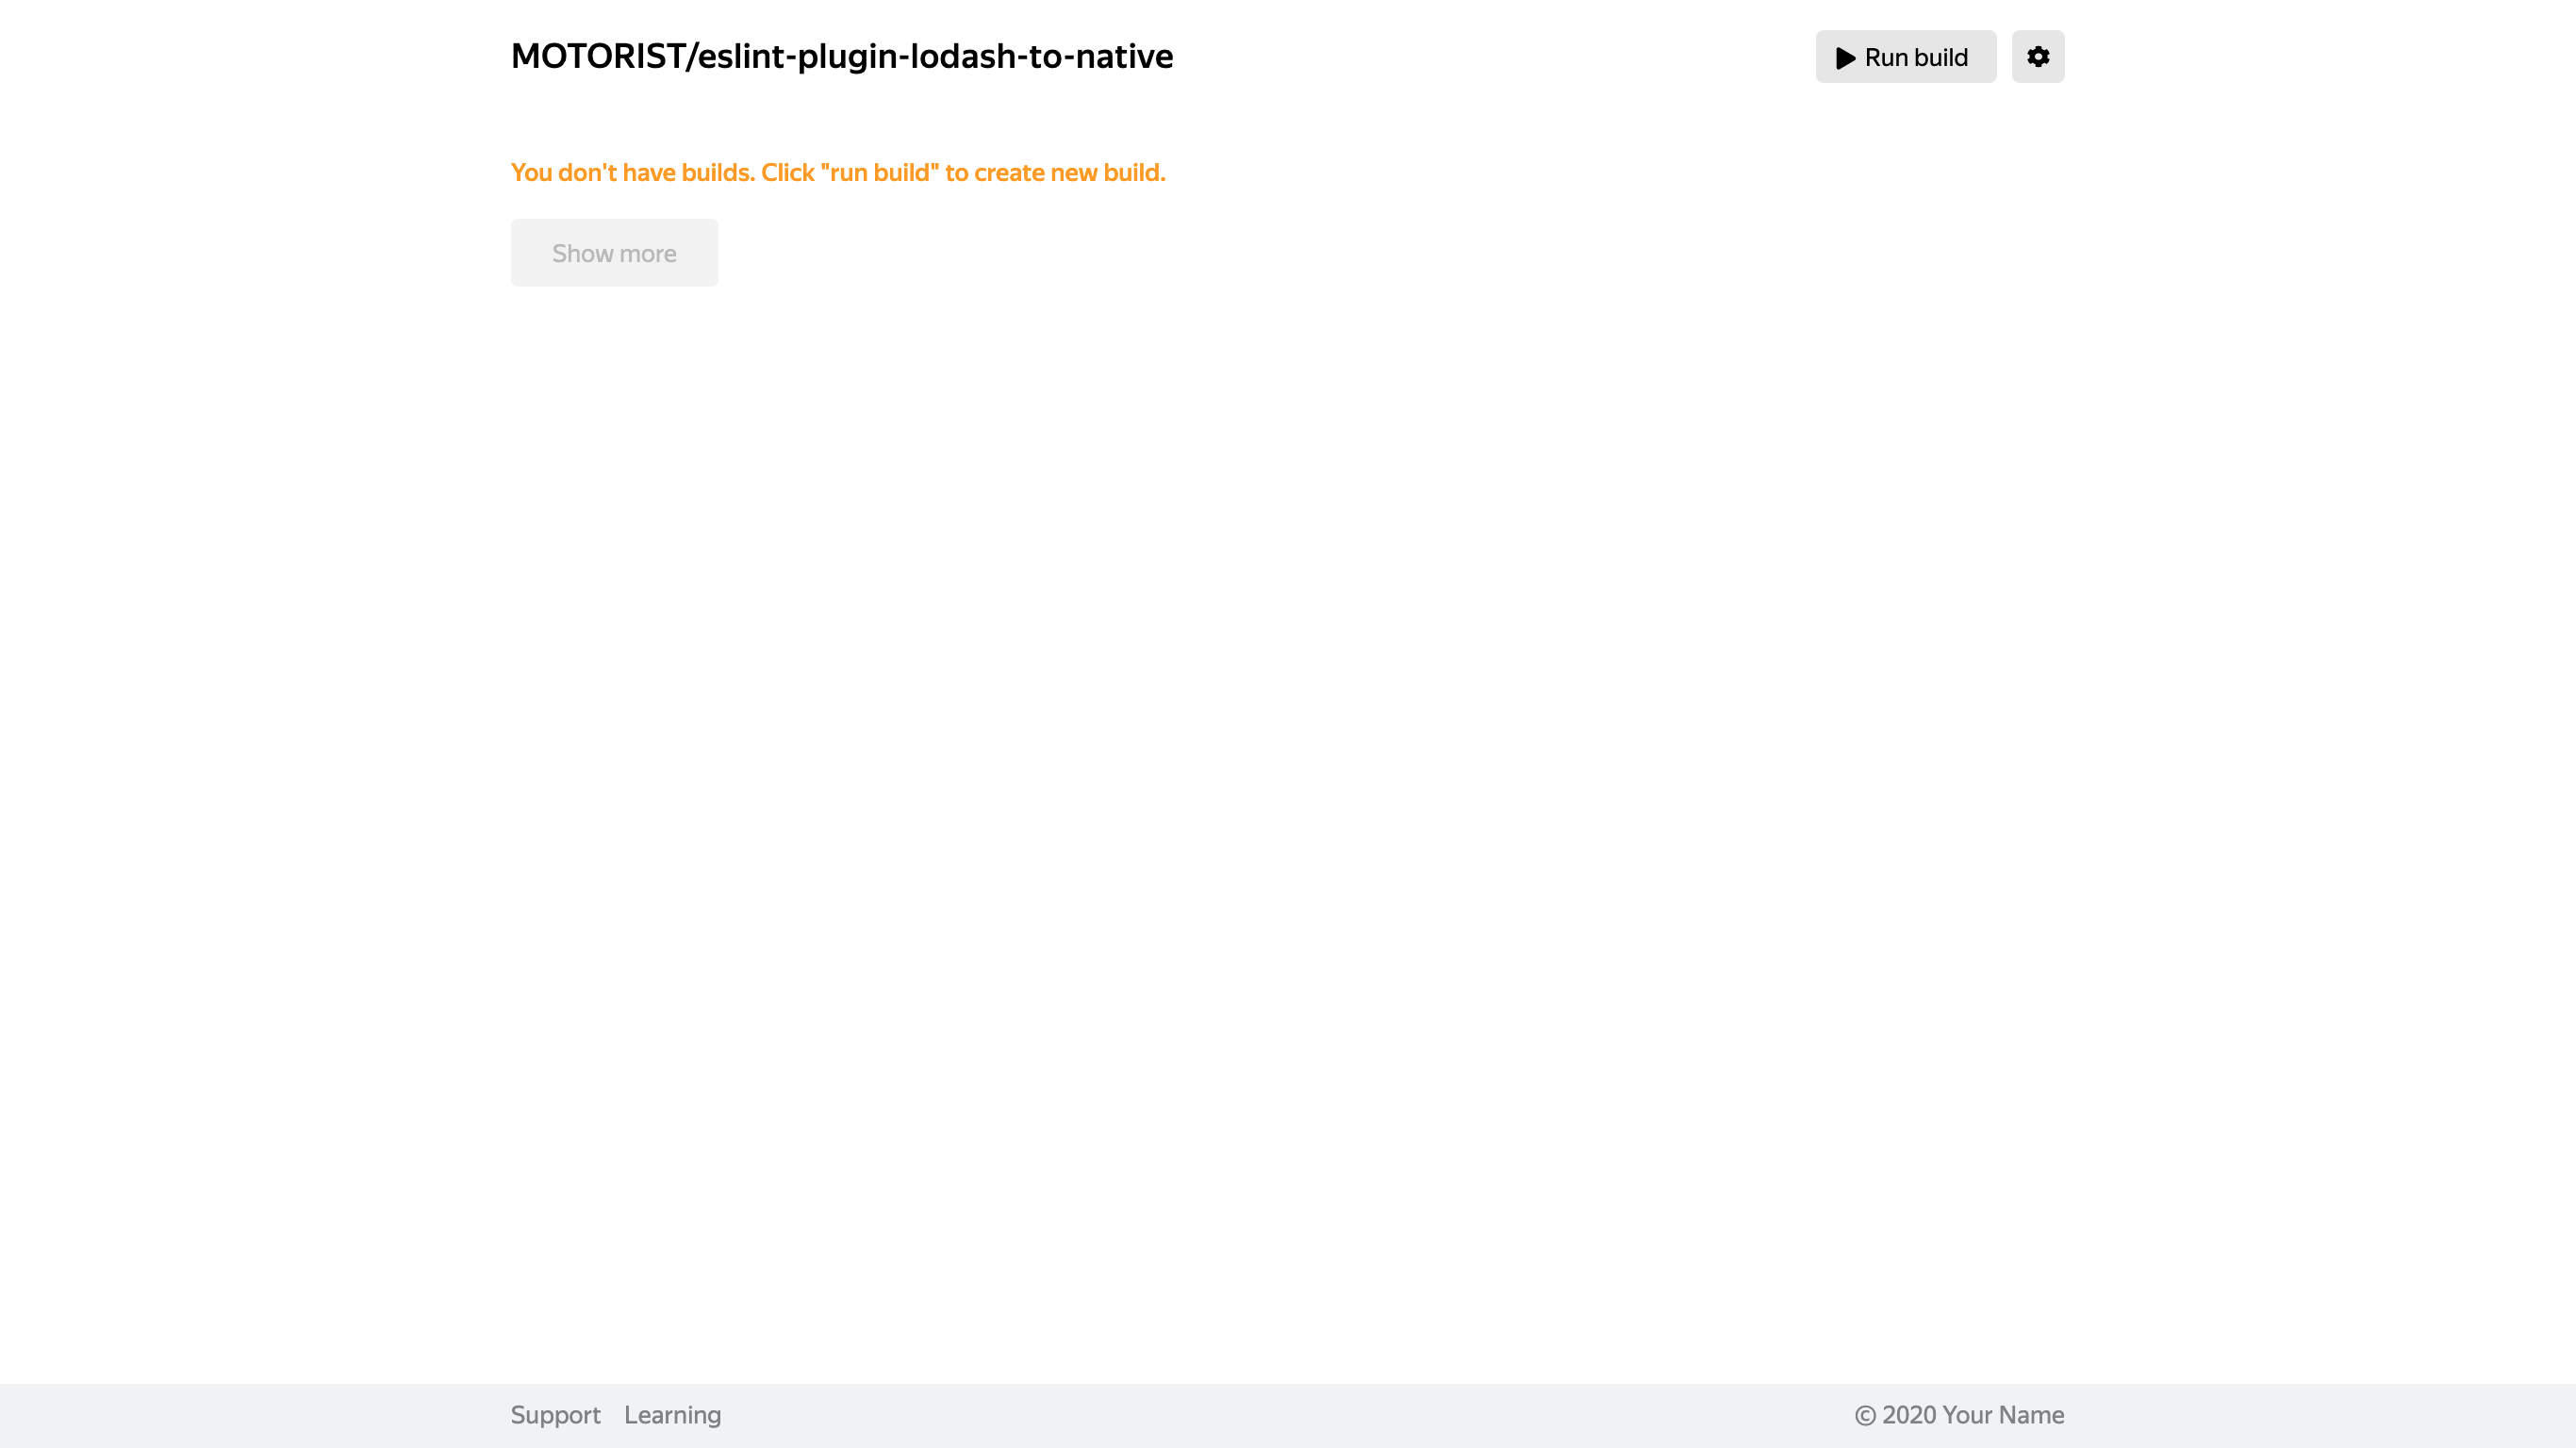 MOTORIST/eslint-plugin-lodash-to-native
Run build
You don't have builds. Click "run build" to create new build.
Show more
Support
Learning
© 2020 Your Name